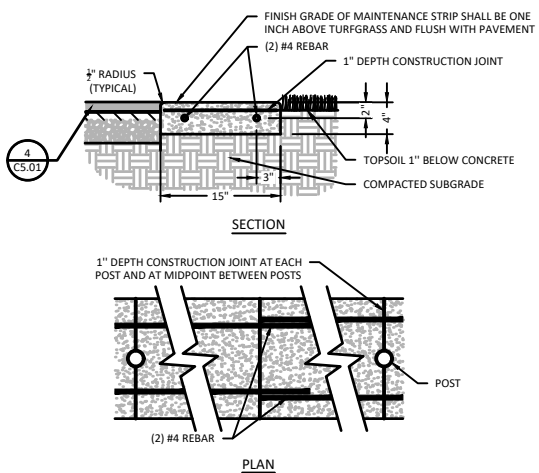 FINISH GRADE OF MAINTENANCE STRIP SHALL BE ONE
INCH ABOVE TURFGRASS AND FLUSH WITH PAVEMENT
(2) #4 REBAR
1" DEPTH CONSTRUCTION JOINT
½" RADIUS
(TYPICAL)
2"
4"
4
C5.01
TOPSOIL 1" BELOW CONCRETE
3"
COMPACTED SUBGRADE
15"
SECTION
1" DEPTH CONSTRUCTION JOINT AT EACH
POST AND AT MIDPOINT BETWEEN POSTS
POST
(2) #4 REBAR
PLAN